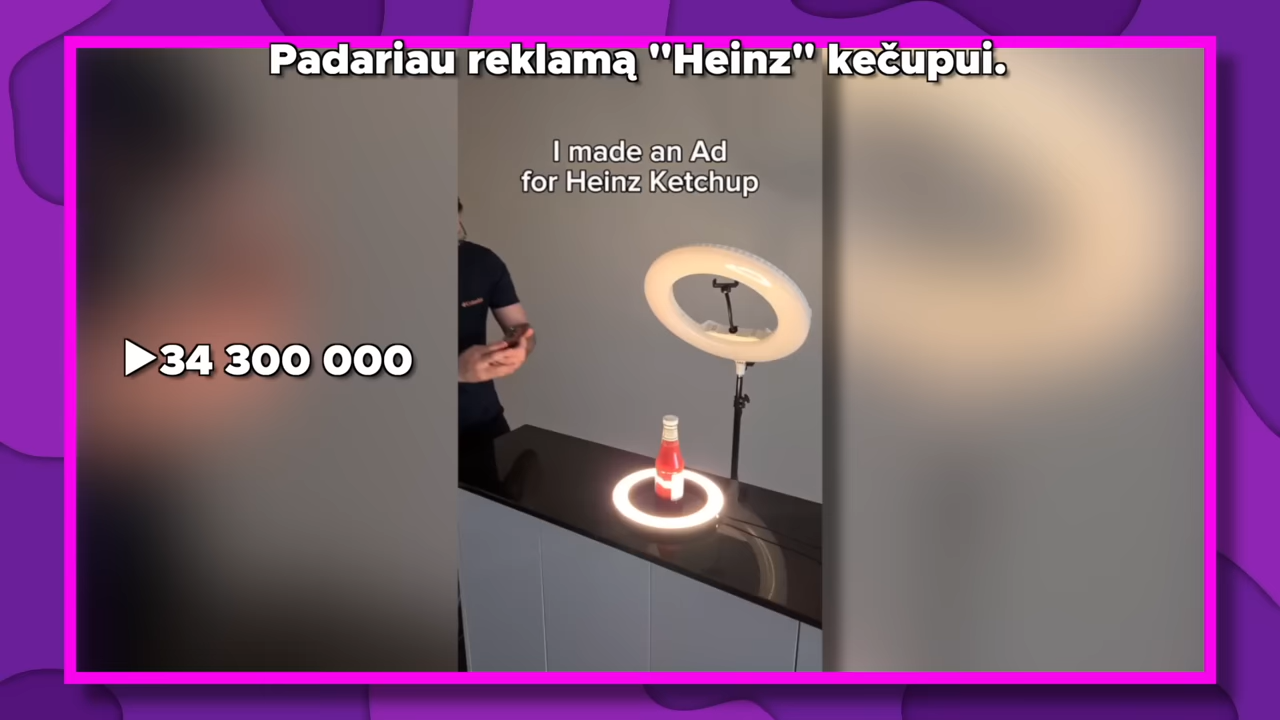 Padariau reklamą "Heinz" kečupui.
I made an Ad
for Heinz Ketchup
▶34 300 000